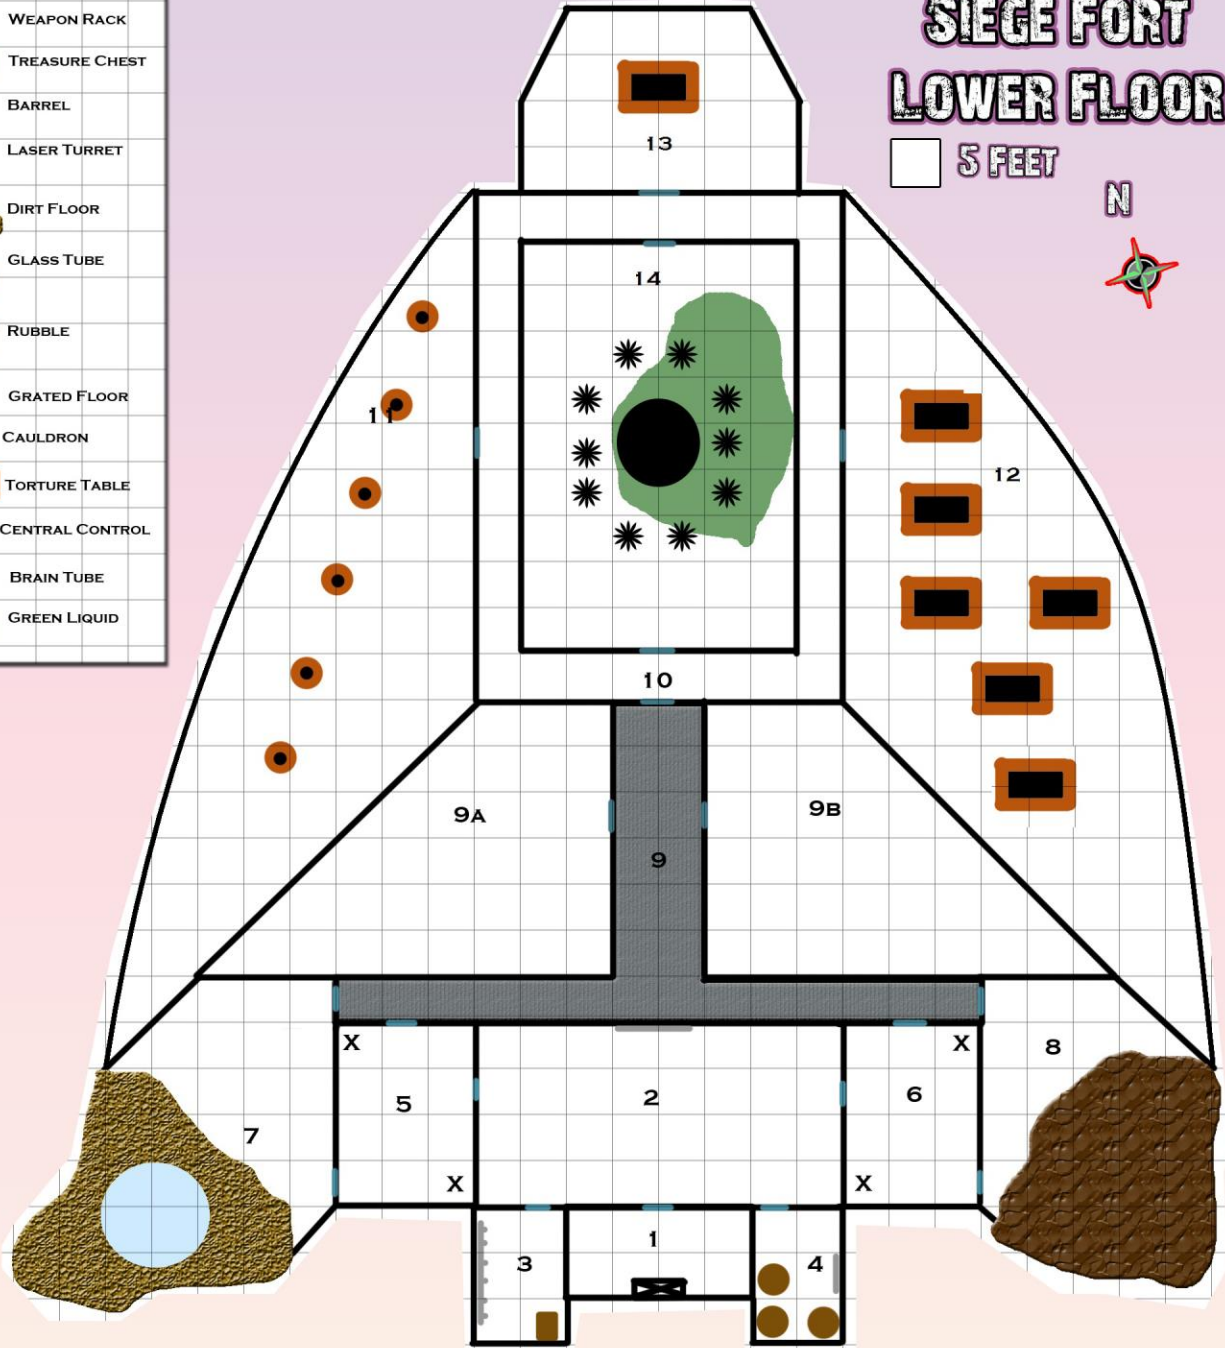 WEAPON RACK
TREASURE CHEST
BARREL
LASER TURRET
DIRT FLOOR
GLASS TUBE
RUBBLE
GRATED FLOOR
CAULDRON
TORTURE TABLE
CENTRAL CONTROL
BRAIN TUBE
GREEN LIQUID
SIEGE FORT
LOWER FLOOR
5 FEET
N
13
14
11
12
10
9A
9B
9
X
X
8
5
2
6
7
X
X
1
3
4